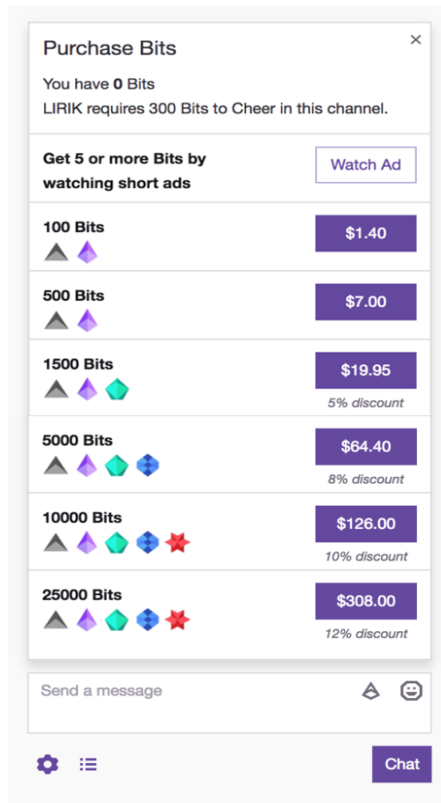 Purchase Bits
You have 0 Bits
LIRIK requires 300 Bits to Cheer in this channel.
Get 5 or more Bits by
watching short ads
Watch Ad
100 Bits
$1.40
500 Bits
$7.00
1500 Bits
$19.95
5% discount
5000 Bits
$64.40
8% discount
10000 Bits
$126.00
10% discount
25000 Bits
$308.00
12% discount
Send a message
Chat